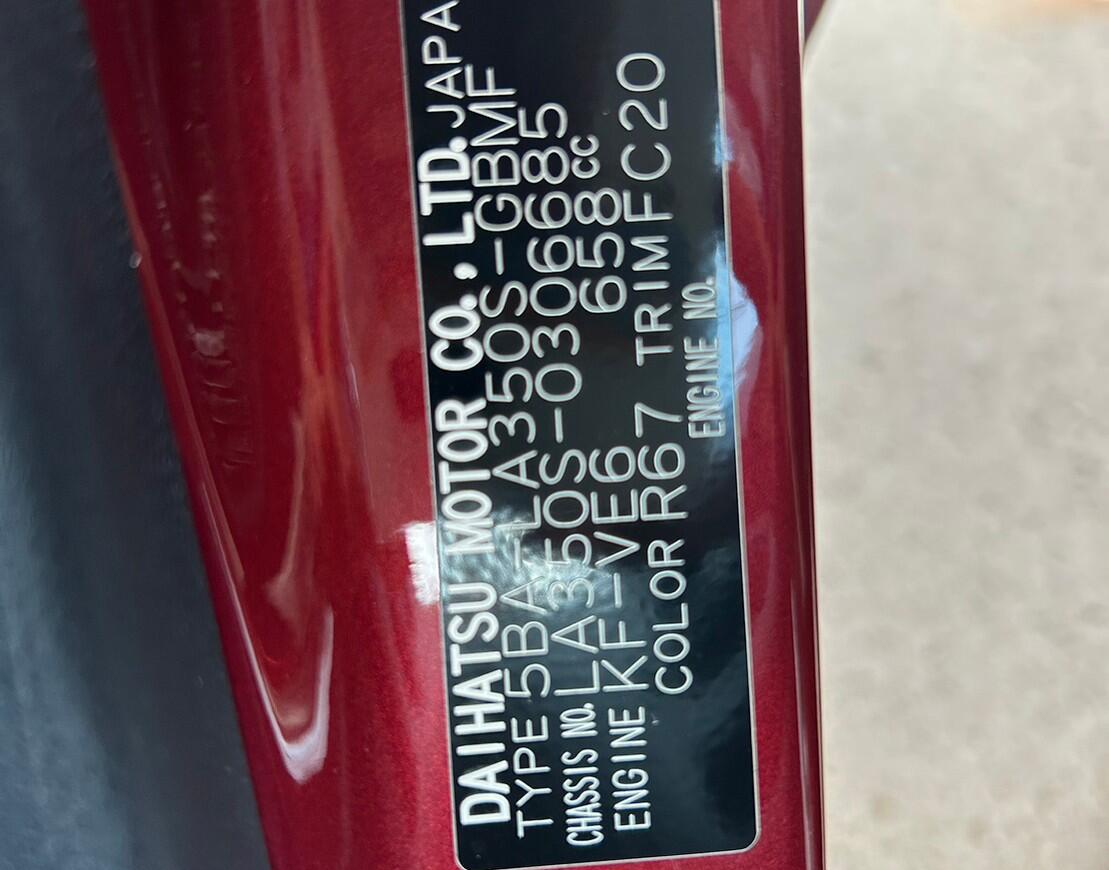 DAIHATSU MOTOR CO., LTD. JAPA
TYPE 5BA-LA350S-GBMF
CHASSIS NO. LA350S-0306685
ENGINE KF-VE6 658CC
COLOR R67 TRIM FC20
ENGINE NO.